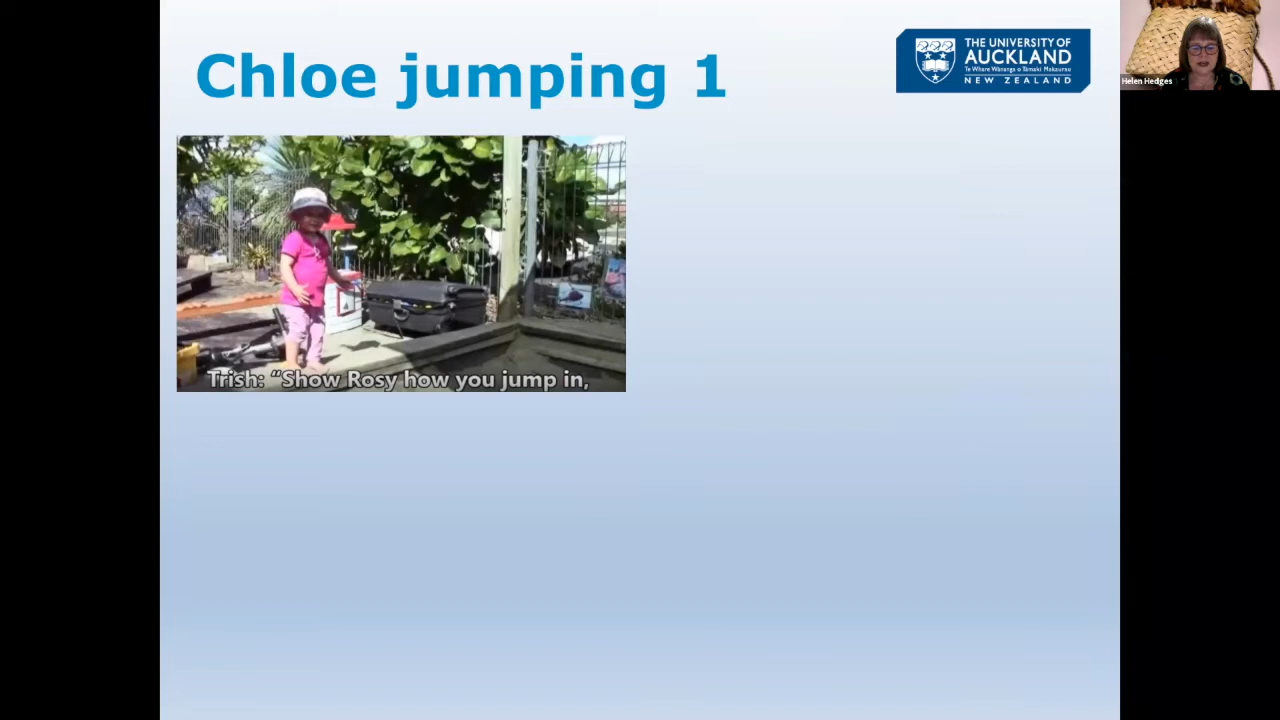 Chloe jumping 1
THE UNIVERSITY OF
AUCKLAND
Te Whare Wānanga o Tāmaki Makaurau
NEW ZEALAND
Helen Hedges
Trish: “Show Rosy how you jump in,